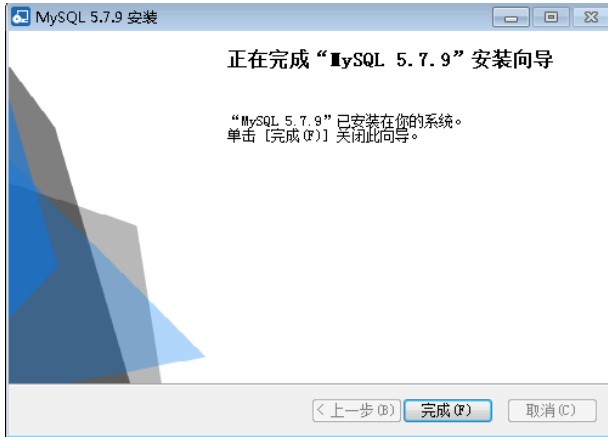 MySQL 5.7.9 安装
正在完成“MySQL 5.7.9”安装向导
“MySQL 5.7.9”已安装在你的系统。
单击 [完成(F)] 关闭此向导。
< 上一步(B) 完成(F) 取消(C)